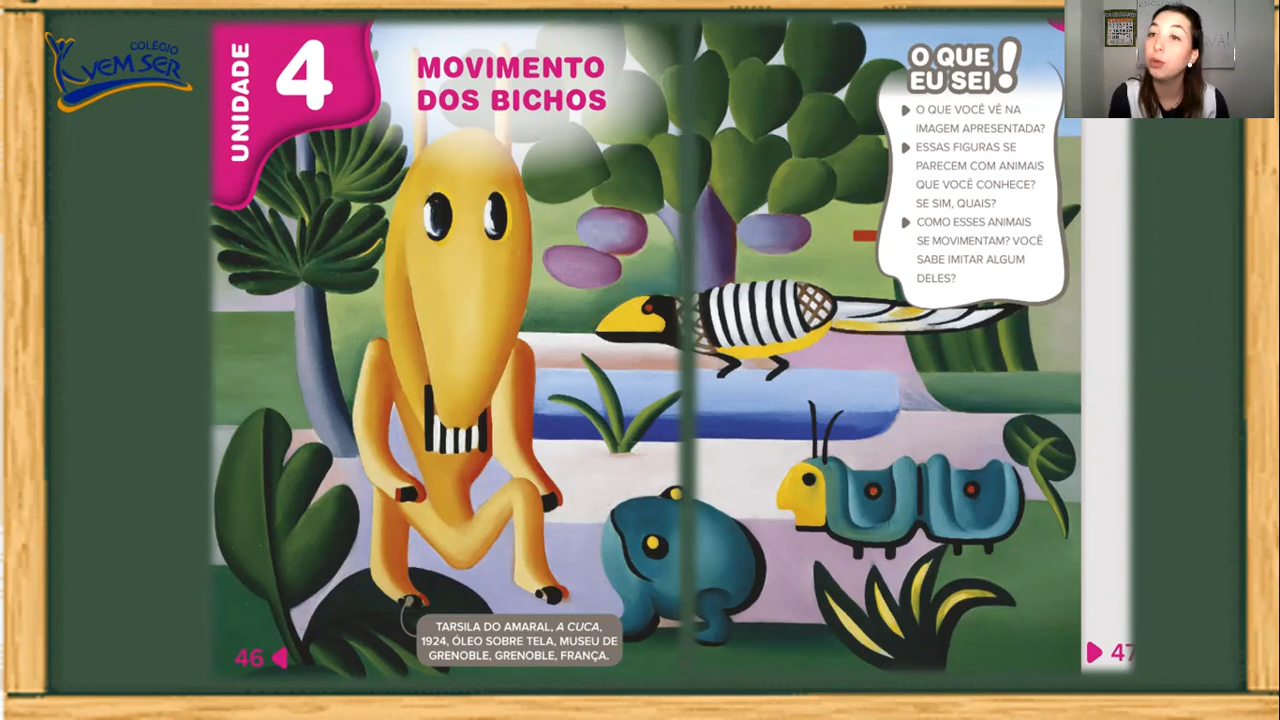 COLÉGIO
VEM SER
UNIDADE
4
MOVIMENTO
DOS BICHOS
O QUE
EU SEI!
O QUE VOCÊ VÊ NA
IMAGEM APRESENTADA?
ESSAS FIGURAS SE
PARECEM COM ANIMAIS
QUE VOCÊ CONHECE?
SE SIM, QUAIS?
COMO ESSES ANIMAIS
SE MOVIMENTAM? VOCÊ
SABE IMITAR ALGUM
DELES?
TARSILA DO AMARAL, A CUCA,
1924, ÓLEO SOBRE TELA, MUSEU DE
GRENOBLE, GRENOBLE, FRANÇA.
46
47